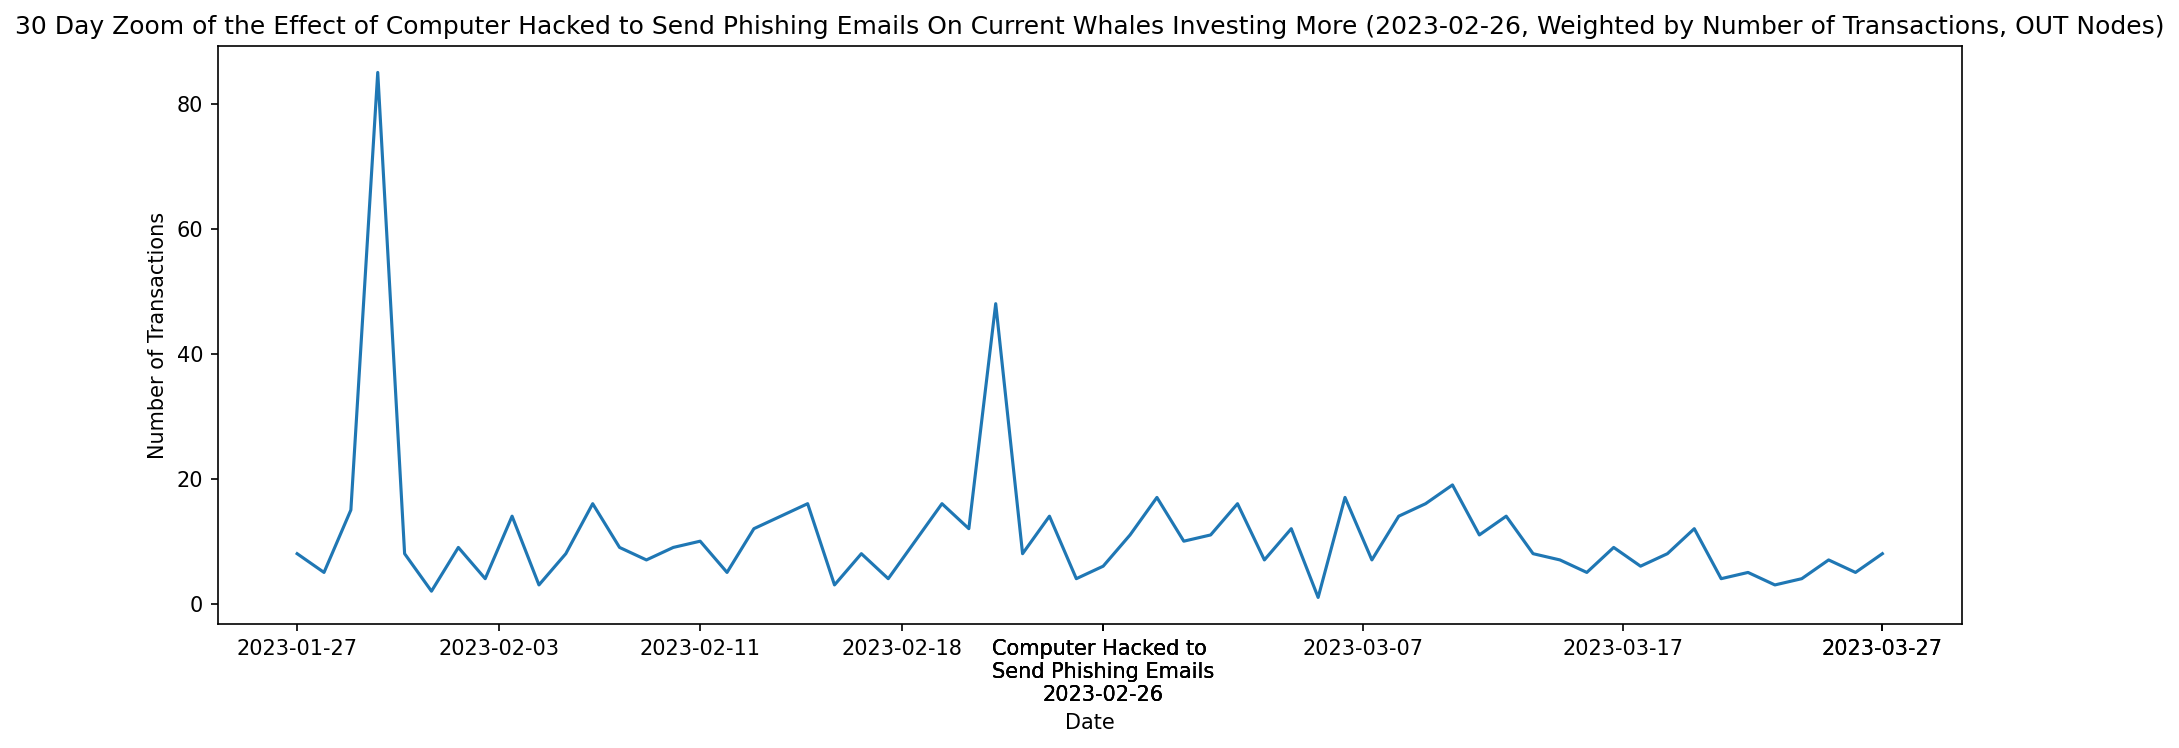 30 Day Zoom of the Effect of Computer Hacked to Send Phishing Emails On Current Whales Investing More (2023-02-26, Weighted by Number of Transactions, OUT Nodes)
Number of Transactions
80
60
40
20
0
2023-01-27
2023-02-03
2023-02-11
2023-02-18
Computer Hacked to
Send Phishing Emails
2023-02-26
2023-03-07
2023-03-17
2023-03-27
Date